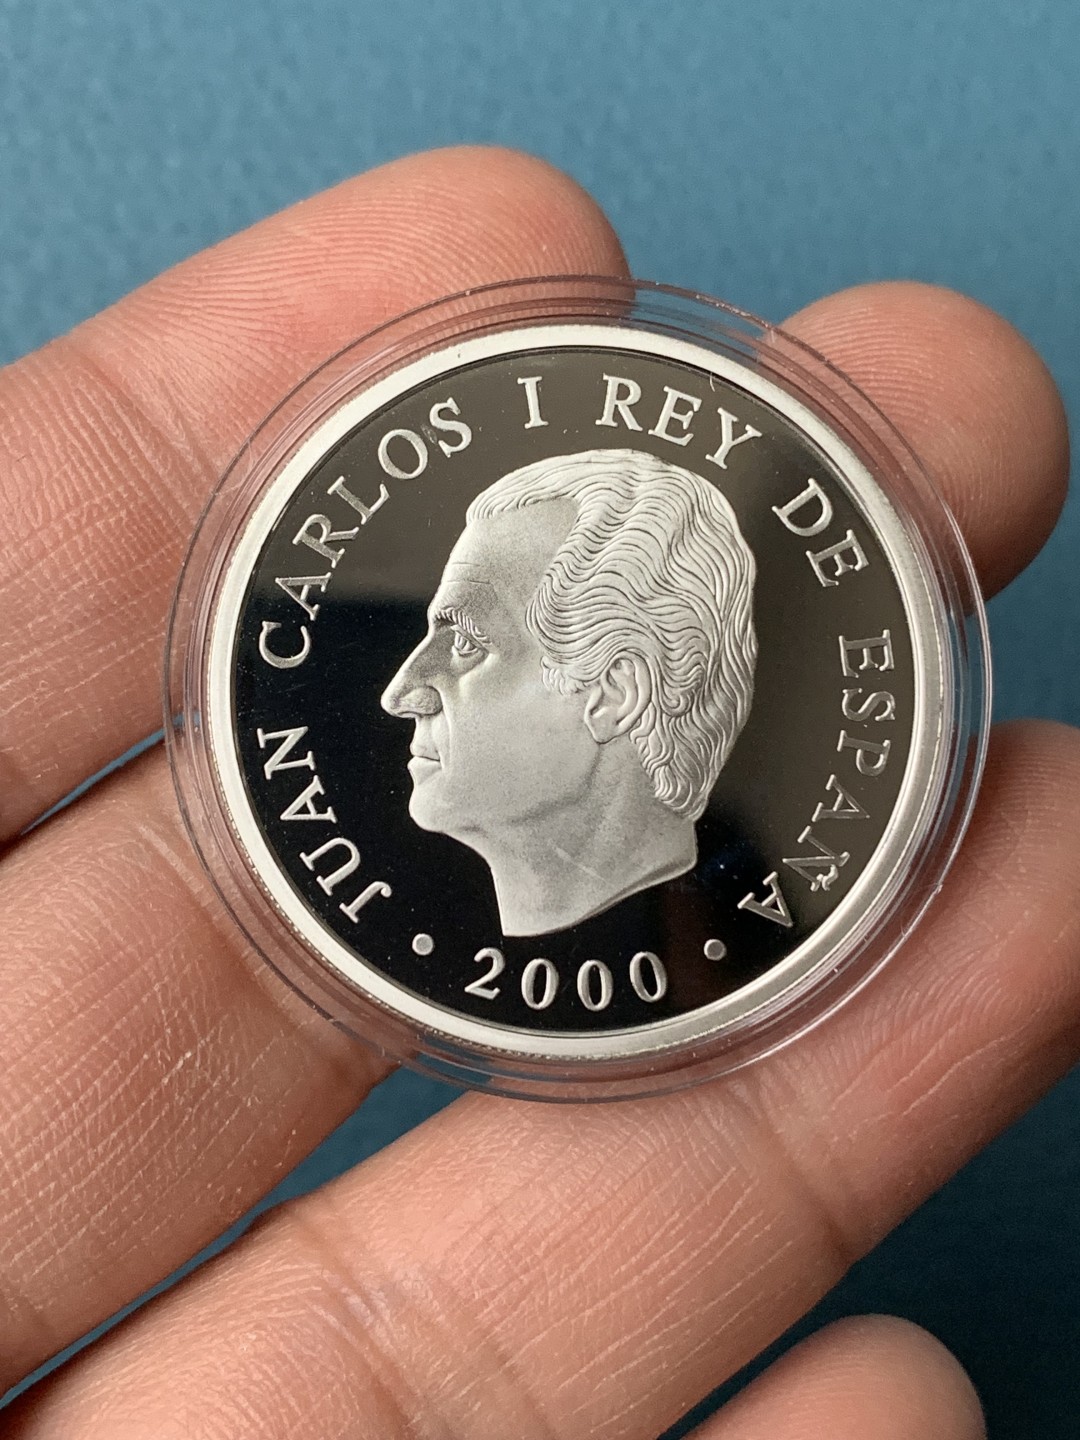 JUAN CARLOS I REY DE ESPAÑA
• 2000 •